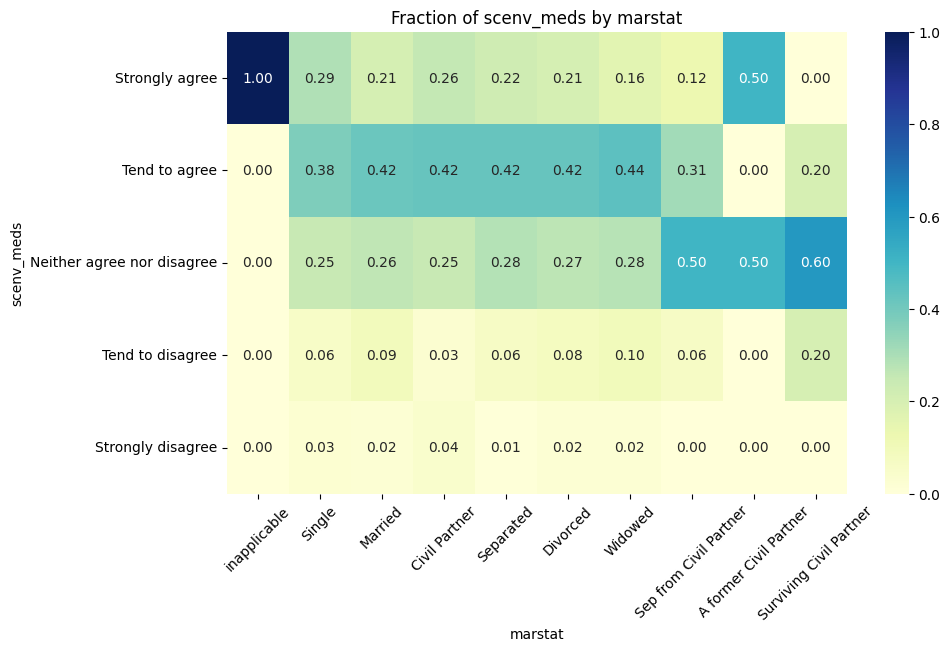 Fraction of scenv_meds by marstat
scenv_meds
Strongly agree 1.00 0.29 0.21 0.26 0.22 0.21 0.16 0.12 0.50 0.00
Tend to agree 0.00 0.38 0.42 0.42 0.42 0.42 0.44 0.31 0.00 0.20
Neither agree nor disagree 0.00 0.25 0.26 0.25 0.28 0.27 0.28 0.50 0.50 0.60
Tend to disagree 0.00 0.06 0.09 0.03 0.06 0.08 0.10 0.06 0.00 0.20
Strongly disagree 0.00 0.03 0.02 0.04 0.01 0.02 0.02 0.00 0.00 0.00
inapplicable
Single
Married
Civil Partner
Separated
Divorced
Widowed
Sep from Civil Partner
A former Civil Partner
Surviving Civil Partner
marstat
1.0
0.8
0.6
0.4
0.2
0.0